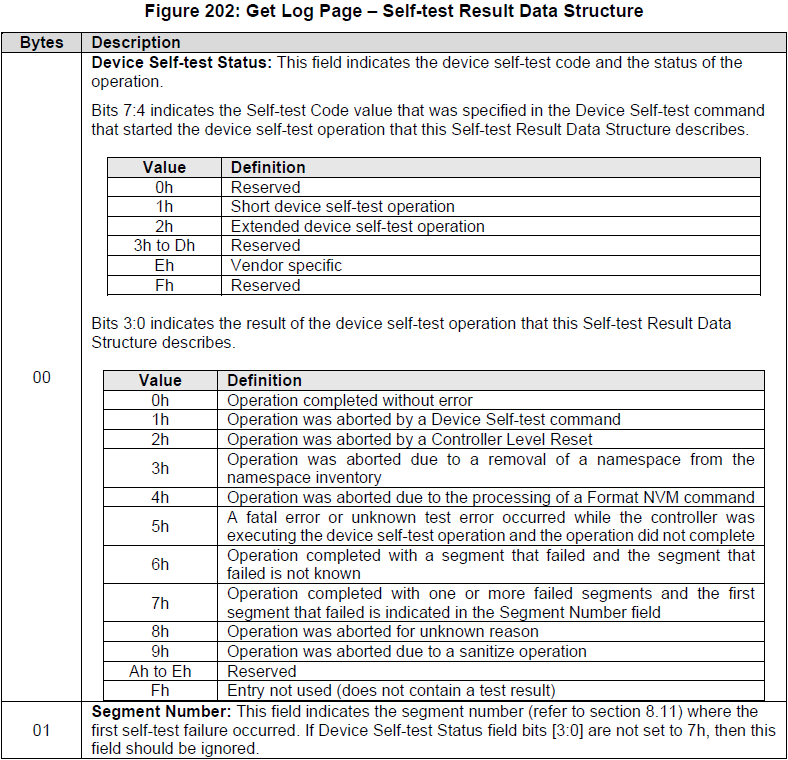 Figure 202: Get Log Page – Self-test Result Data Structure
Bytes Description
Device Self-test Status: This field indicates the device self-test code and the status of the
operation.
Bits 7:4 indicates the Self-test Code value that was specified in the Device Self-test command
that started the device self-test operation that this Self-test Result Data Structure describes.
Value Definition
0h Reserved
1h Short device self-test operation
2h Extended device self-test operation
3h to Dh Reserved
Eh Vendor specific
Fh Reserved
Bits 3:0 indicates the result of the device self-test operation that this Self-test Result Data
Structure describes.
00
Value Definition
0h Operation completed without error
1h Operation was aborted by a Device Self-test command
2h Operation was aborted by a Controller Level Reset
3h Operation was aborted due to a removal of a namespace from the
namespace inventory
4h Operation was aborted due to the processing of a Format NVM command
5h A fatal error or unknown test error occurred while the controller was
executing the device self-test operation and the operation did not complete
6h Operation completed with a segment that failed and the segment that
failed is not known
7h Operation completed with one or more failed segments and the first
segment that failed is indicated in the Segment Number field
8h Operation was aborted for unknown reason
9h Operation was aborted due to a sanitize operation
Ah to Eh Reserved
Fh Entry not used (does not contain a test result)
01 Segment Number: This field indicates the segment number (refer to section 8.11) where the
first self-test failure occurred. If Device Self-test Status field bits [3:0] are not set to 7h, then this
field should be ignored.